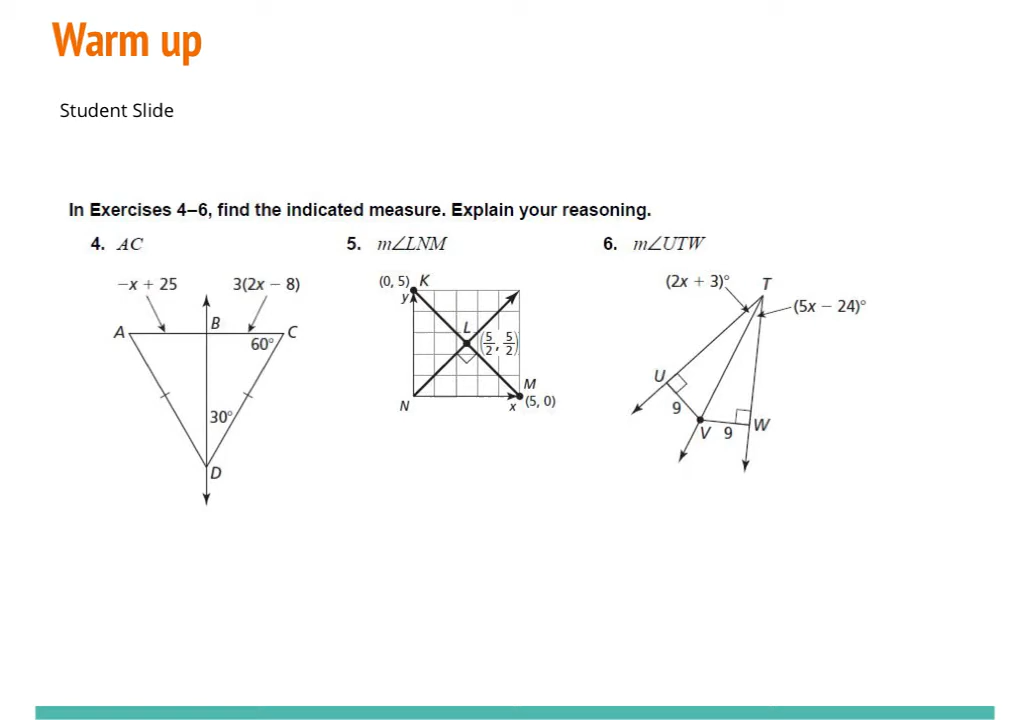 Warm up
Student Slide
In Exercises 4–6, find the indicated measure. Explain your reasoning.
4. AC
5. m∠LNM
6. m∠UTW
−x + 25
3(2x − 8)
A
B
C
60°
30°
D
(0, 5) K
y
L
(5/2, 5/2)
M
N
x
(5, 0)
(2x + 3)°
T
(5x − 24)°
U
9
V
9
W